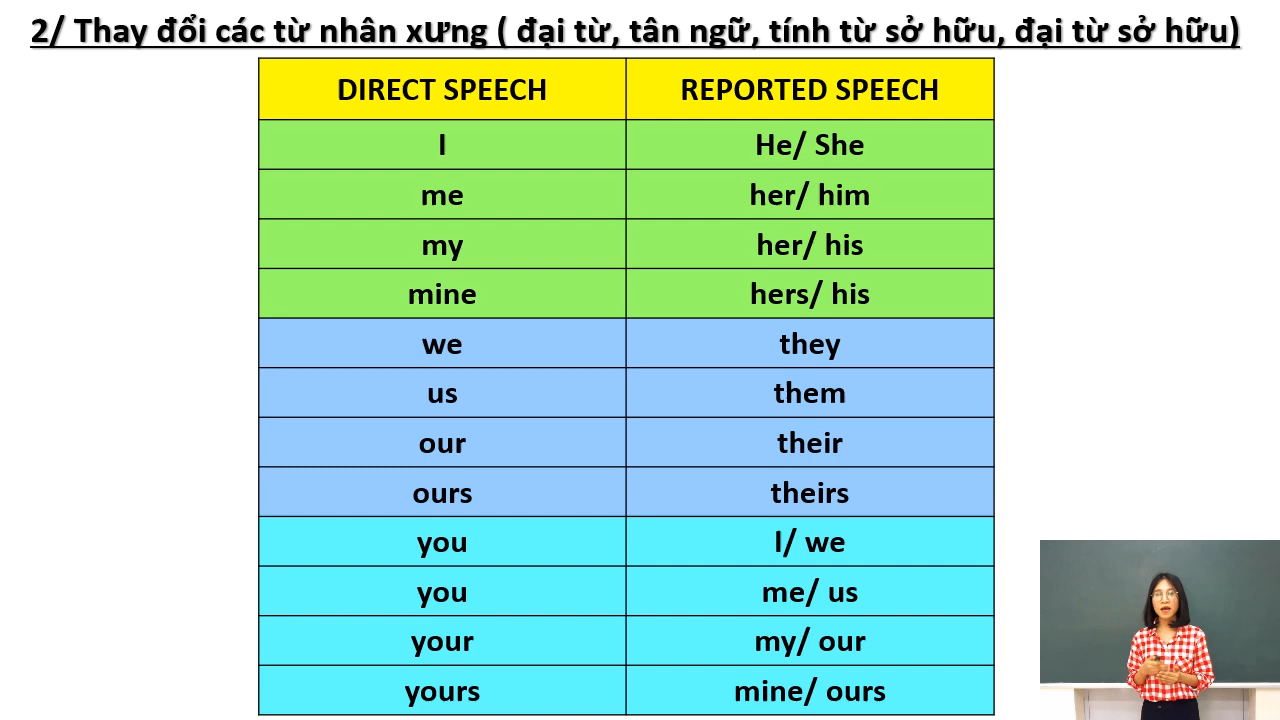 2/ Thay đổi các từ nhân xưng ( đại từ, tân ngữ, tính từ sở hữu, đại từ sở hữu)
DIRECT SPEECH REPORTED SPEECH
I He/ She
me her/ him
my her/ his
mine hers/ his
we they
us them
our their
ours theirs
you I/ we
you me/ us
your my/ our
yours mine/ ours